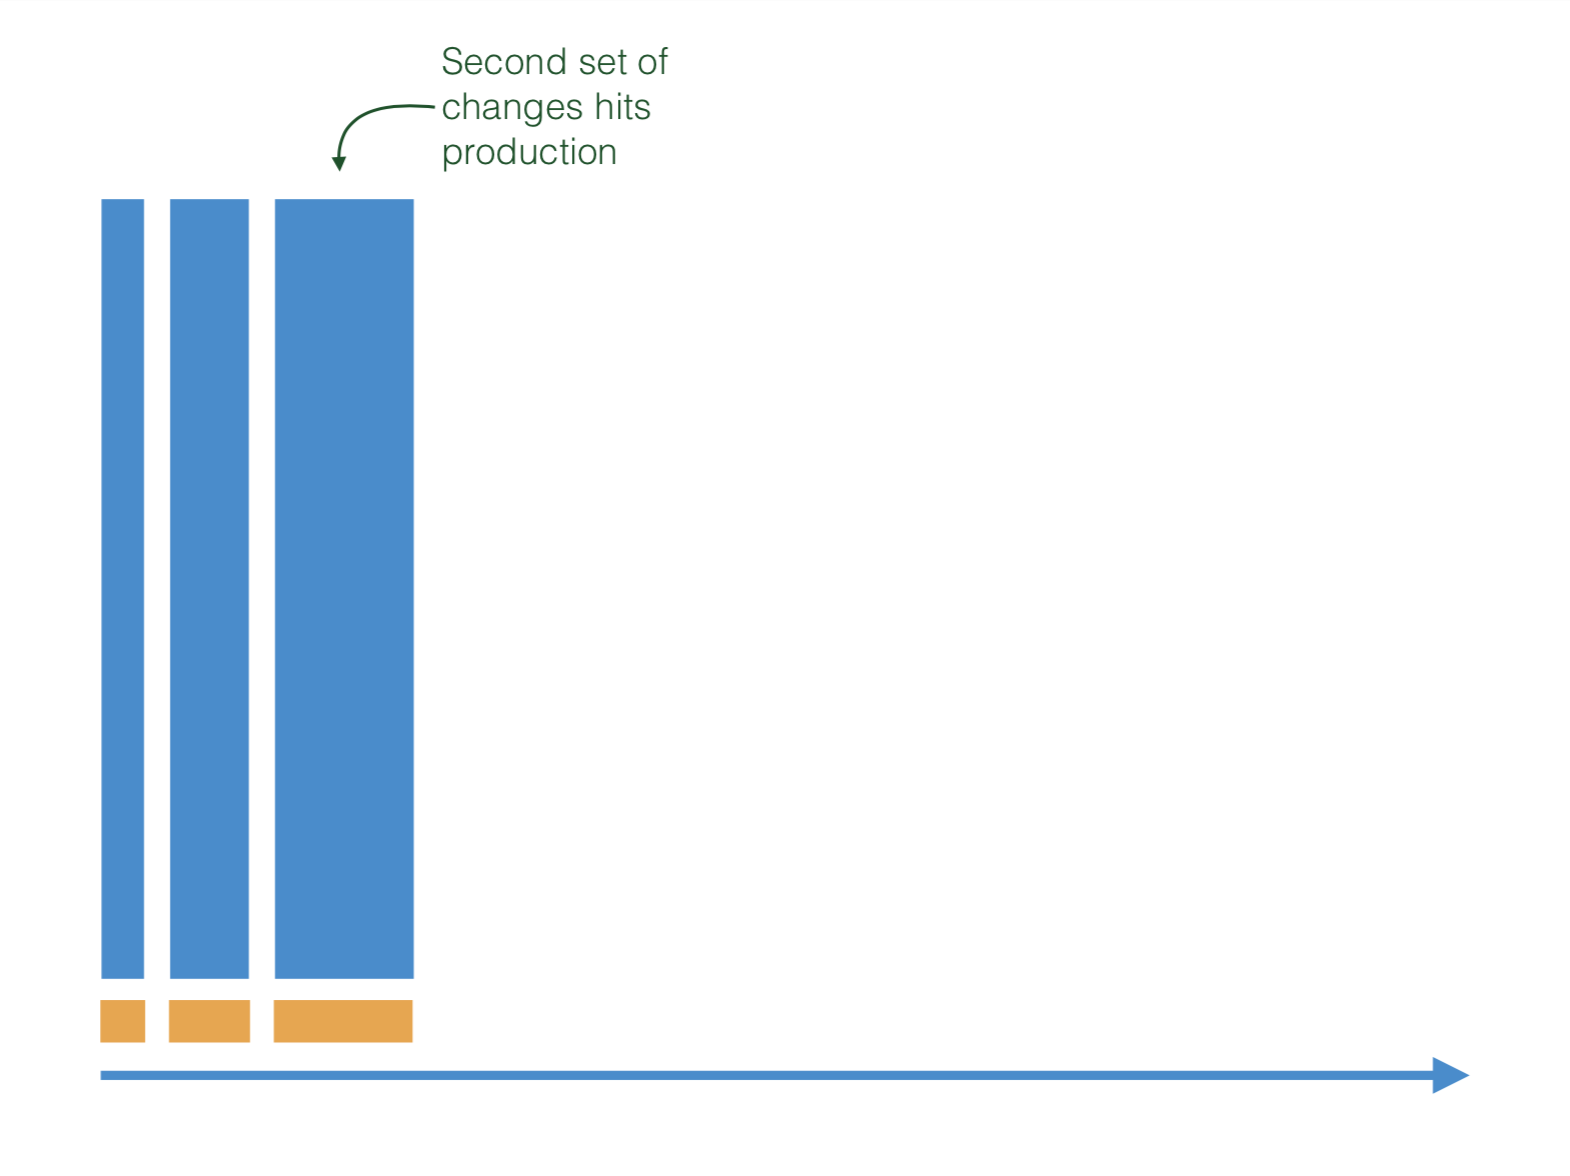 Second set of
changes hits
production